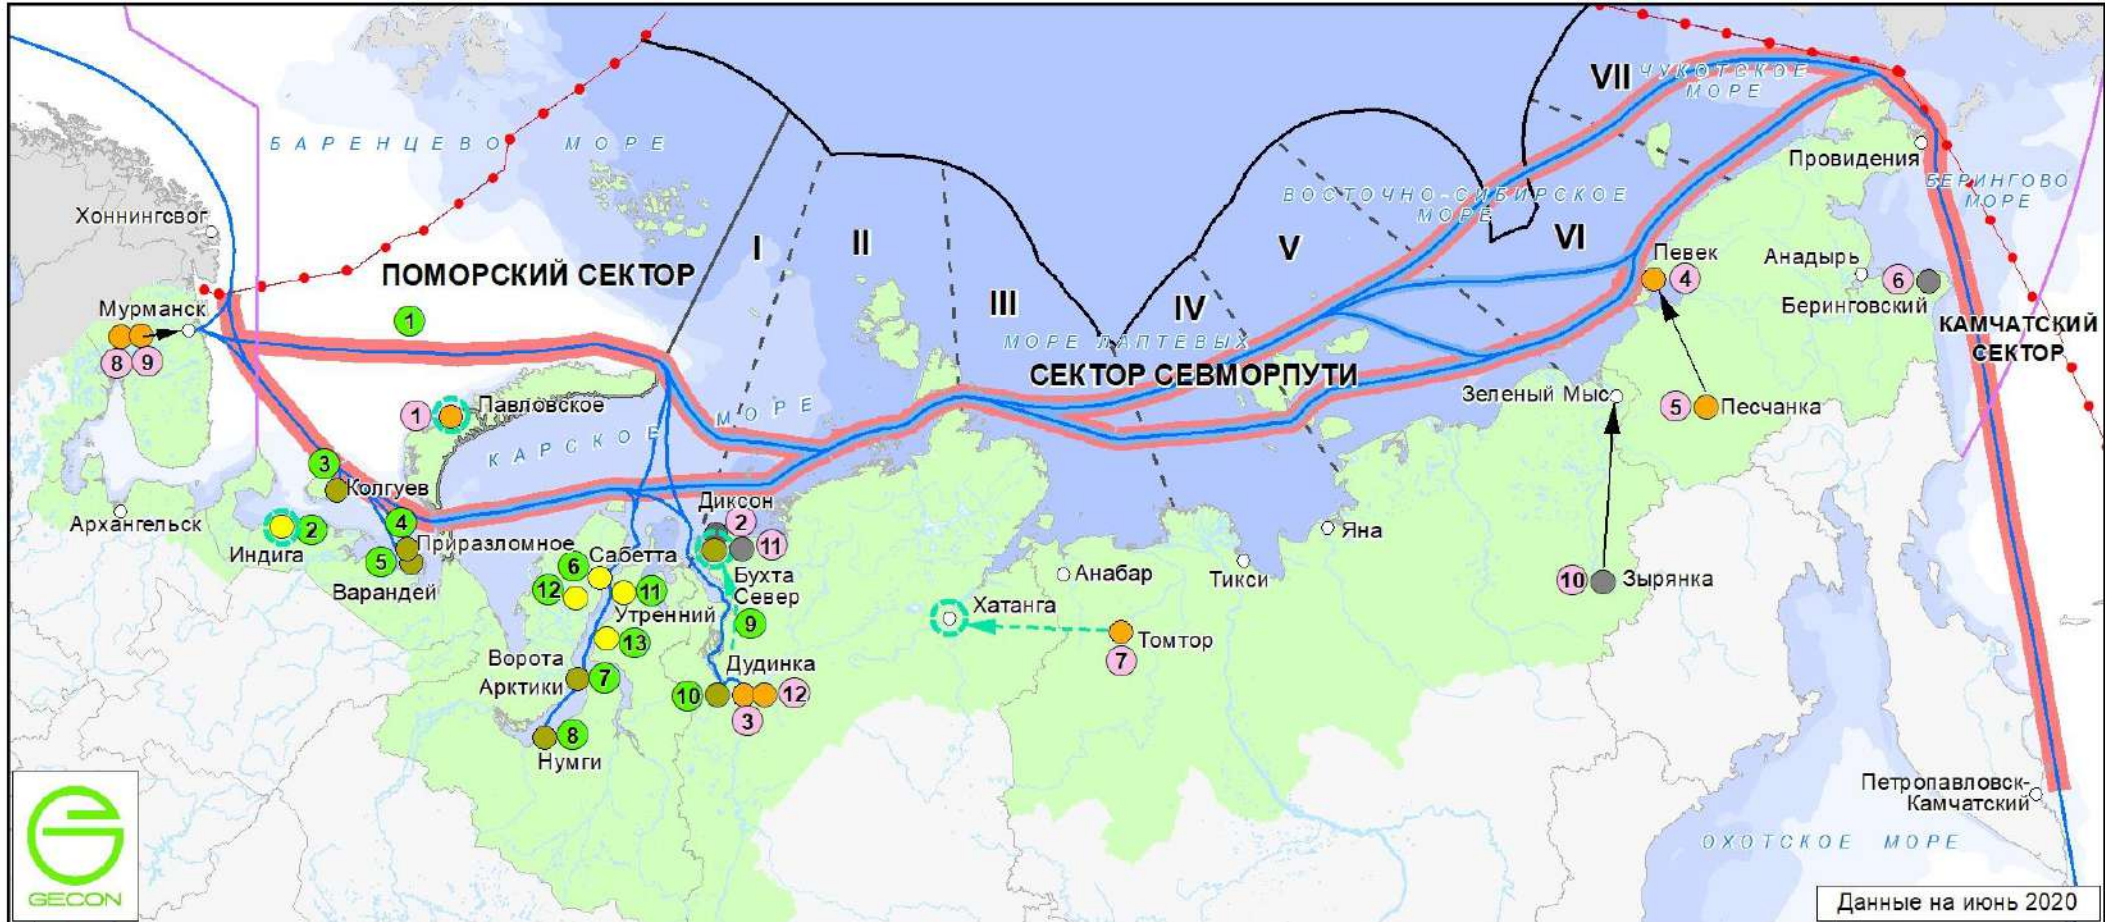 VII
ЧУКОТСКОЕ
МОРЕ
БАРЕНЦЕВО МОРЕ
Провидения
БЕРИНГОВО
МОРЕ
ВОСТОЧНО-СИБИРСКОЕ
МОРЕ
Хоннингсвог
I
II
V
VI
ПОМОРСКИЙ СЕКТОР
Певек
4
Анадырь
6
Беринговский
III
IV
Мурманск
1
8
9
МОРЕ ЛАПТЕВЫХ
КАМЧАТСКИЙ
СЕКТОР
СЕКТОР СЕВМОРПУТИ
Зеленый Мыс
5
Песчанка
1
Павловское
КАРСКОЕ МОРЕ
3
Колгуев
Архангельск
2
Индига
4
Приразломное
5
Варандей
Диксон
2
11
Бухта
Север
6
Сабетта
12
11
Утренний
13
9
Яна
Тикси
Анабар
10
Зырянка
Хатанга
Томтор
7
Ворота
Арктики
7
Дудинка
10
12
3
8
Нумги
Петропавловск-
Камчатский
ОХОТСКОЕ МОРЕ
GECON
Данные на июнь 2020